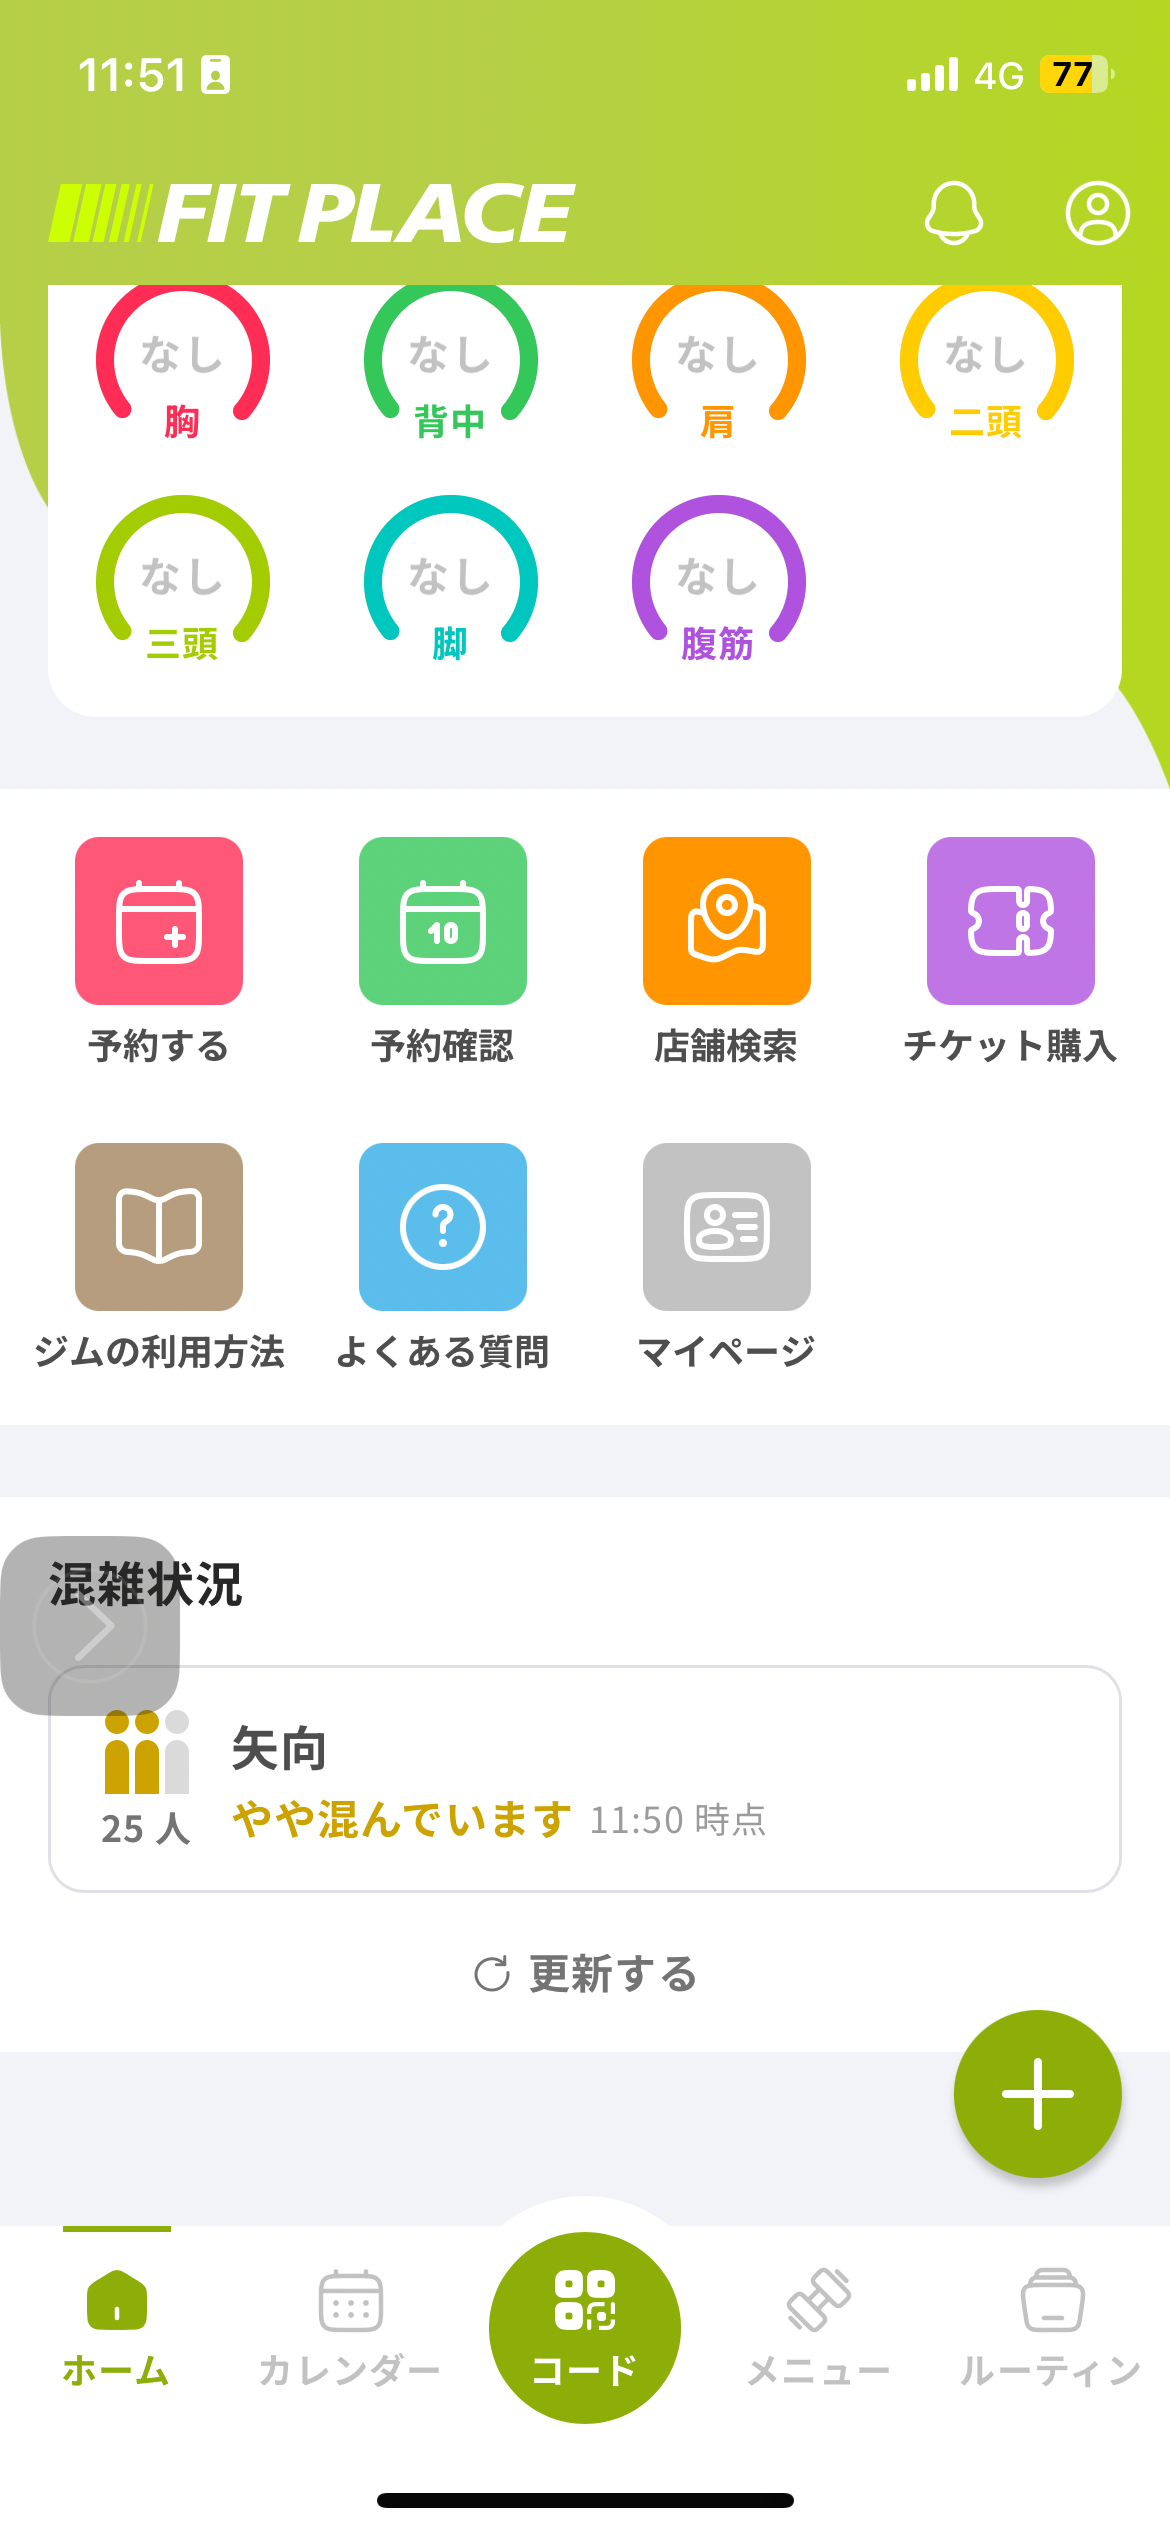 11:51
4G 77
FIT PLACE
なし なし なし なし
胸 背中 肩 二頭
なし なし なし
三頭 脚 腹筋
10
予約する 予約確認 店舗検索 チケット購入
?
ジムの利用方法 よくある質問 マイページ
混雑状況
矢向
やや混んでいます 11:50 時点
25 人
更新する
ホーム カレンダー コード メニュー ルーティン